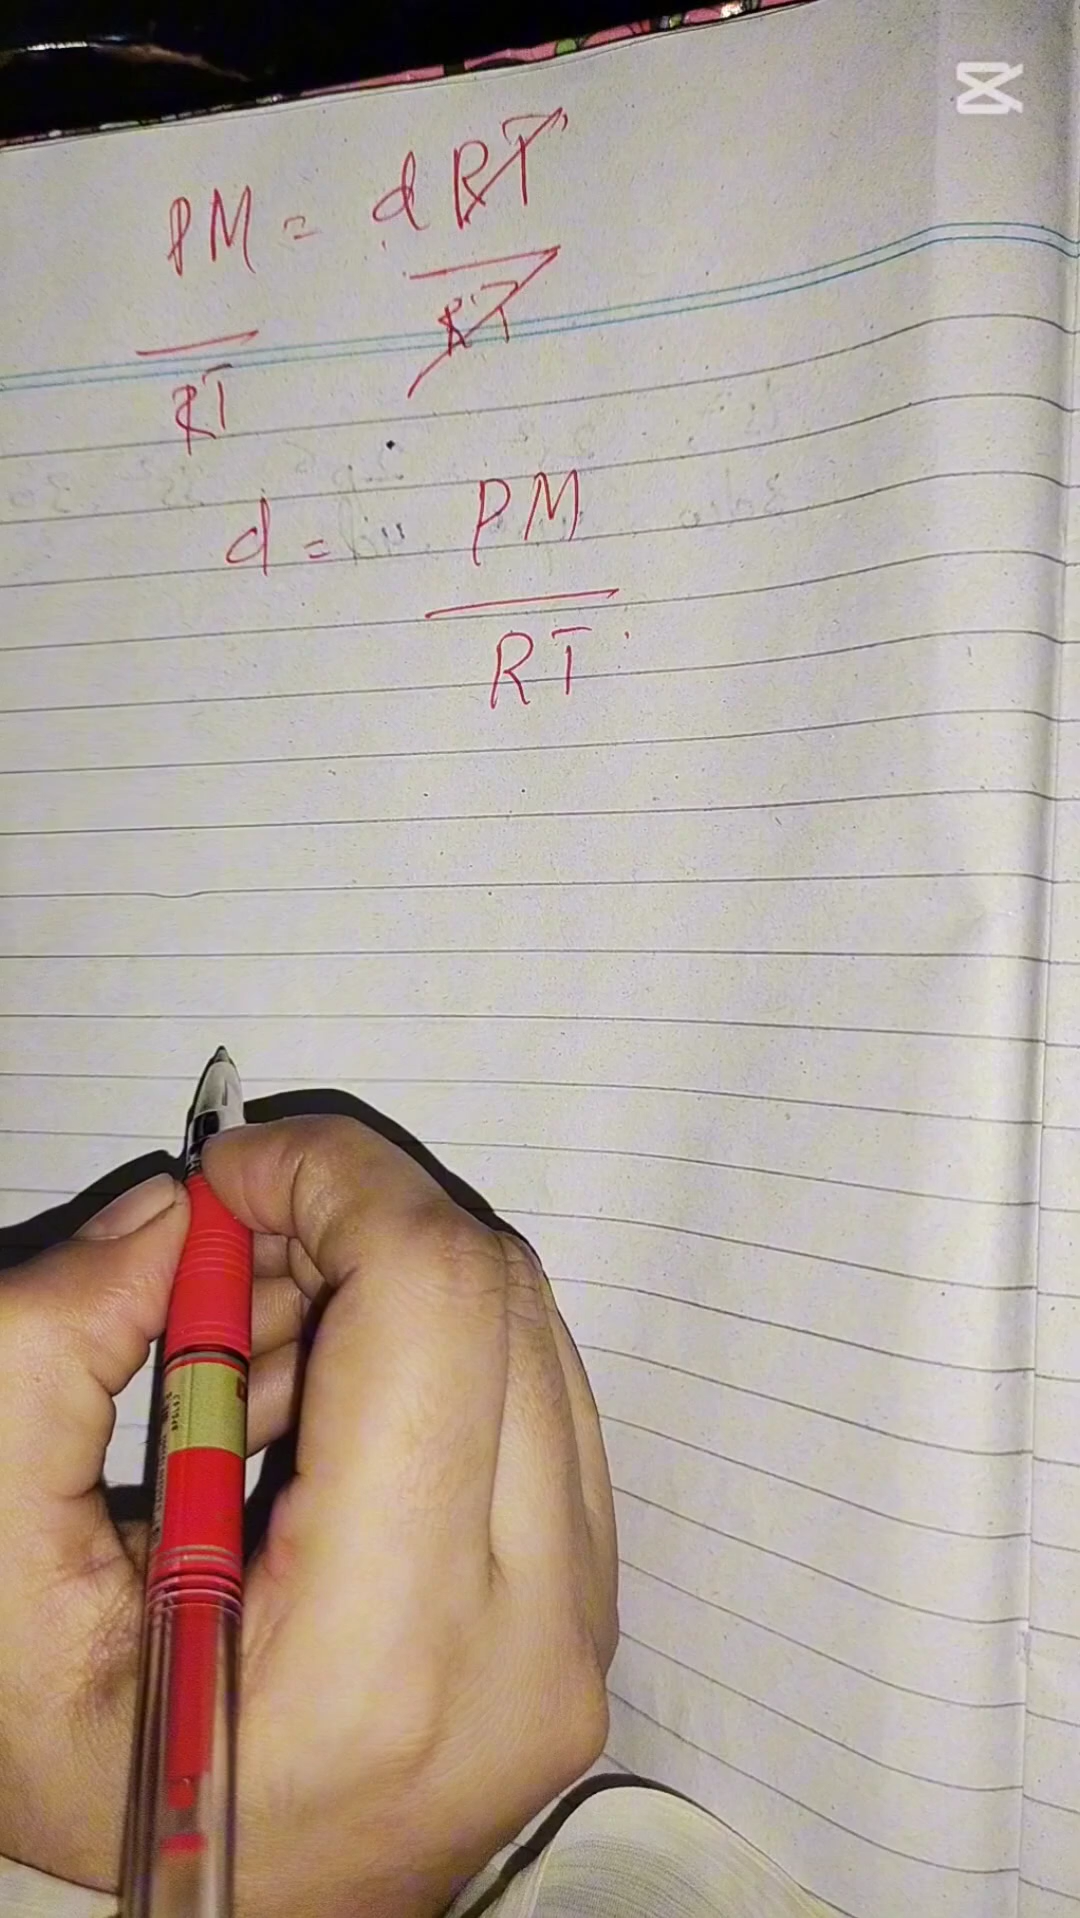 PM = dRT
RT RT
d = PM
RT